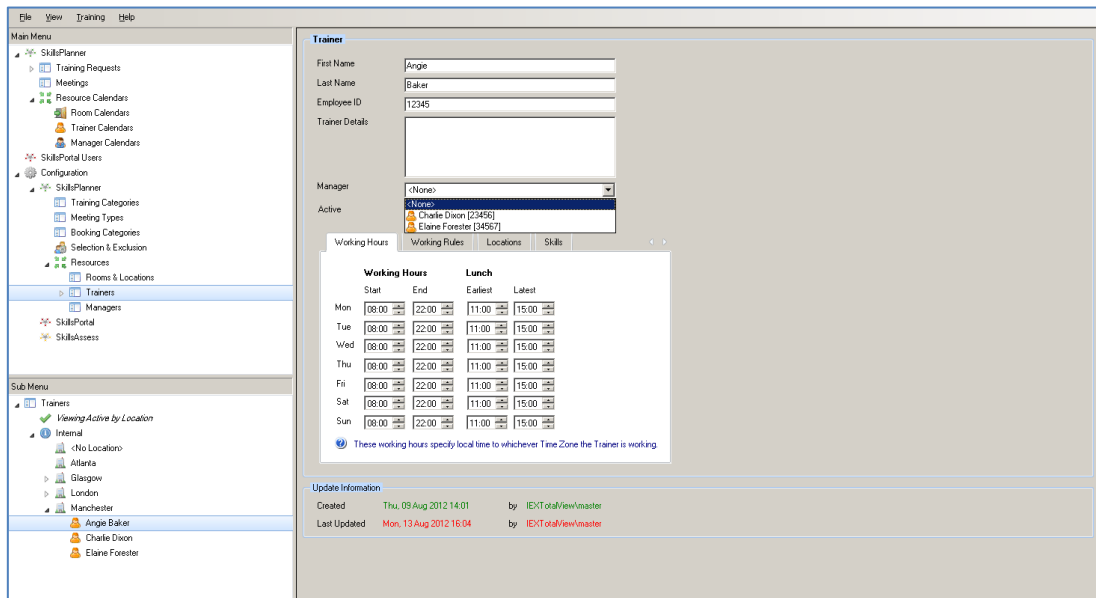 File View Training Help
Main Menu
SkillsPlanner
Training Requests
Meetings
Resource Calendars
Room Calendars
Trainer Calendars
Manager Calendars
SkillsPortal Users
Configuration
SkillsPlanner
Training Categories
Meeting Types
Booking Categories
Selection & Exclusion
Resources
Rooms & Locations
Trainers
Managers
SkillsPortal
SkillsAssess
Sub Menu
Trainers
Viewing Active by Location
Internal
<No Location>
Atlanta
Glasgow
London
Manchester
Angie Baker
Charlie Dixon
Elaine Forester
Trainer
First Name Angie
Last Name Baker
Employee ID 12345
Trainer Details
Manager <None>
<None>
Active Charlie Dixon [23456]
Elaine Forester [34567]
Working Hours Working Rules Locations Skills
Working Hours Lunch
Start End Earliest Latest
Mon 08:00 22:00 11:00 15:00
Tue 08:00 22:00 11:00 15:00
Wed 08:00 22:00 11:00 15:00
Thu 08:00 22:00 11:00 15:00
Fri 08:00 22:00 11:00 15:00
Sat 08:00 22:00 11:00 15:00
Sun 08:00 22:00 11:00 15:00
These working hours specify local time to whichever Time Zone the Trainer is working.
Update Information
Created Thu, 09 Aug 2012 14:01 by IEXTotalView\master
Last Updated Mon, 13 Aug 2012 16:04 by IEXTotalView\master